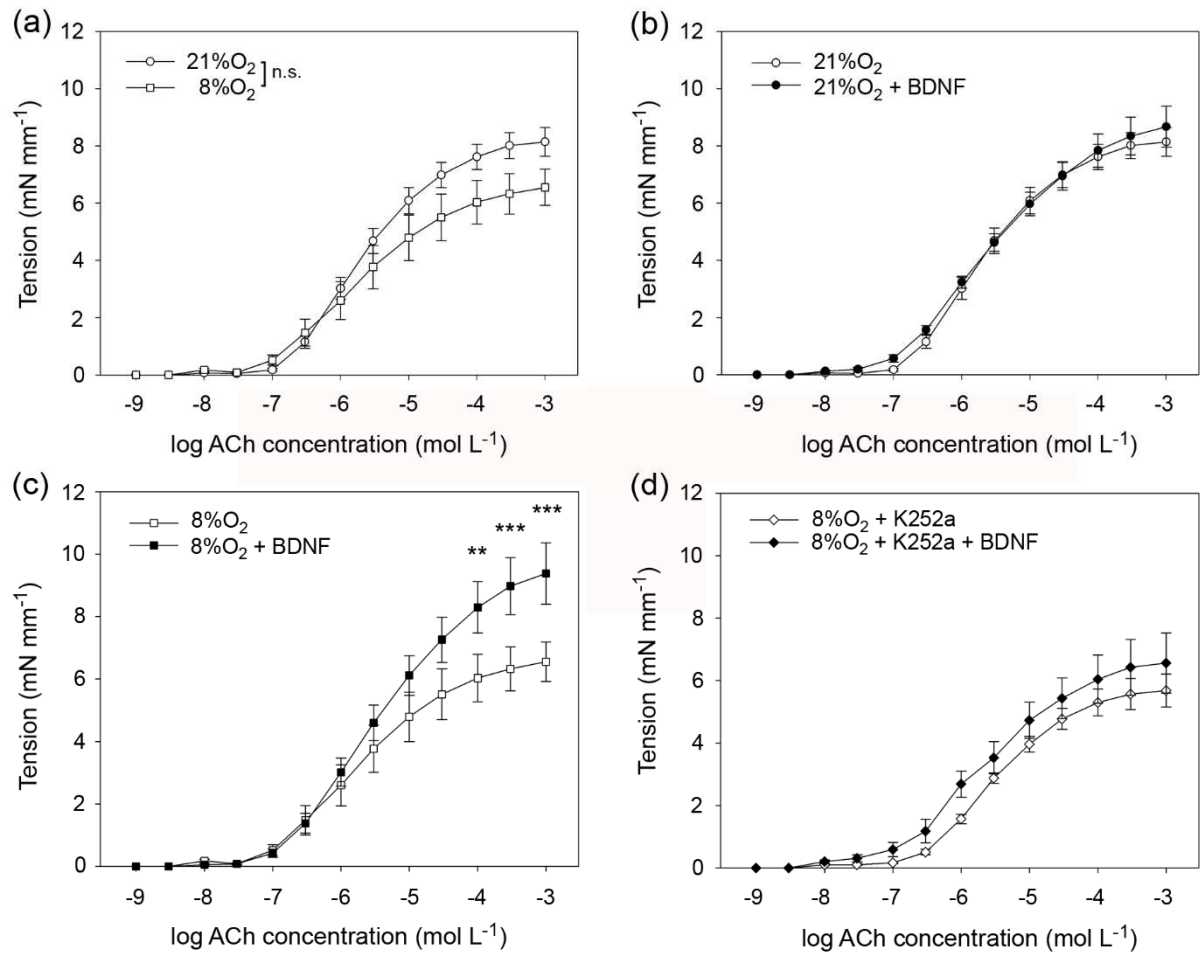 (a)
21%O₂
8%O₂
n.s.
12
10
8
6
4
2
0
Tension (mN mm⁻¹)
-9 -8 -7 -6 -5 -4 -3
log ACh concentration (mol L⁻¹)
(b)
21%O₂
21%O₂ + BDNF
12
10
8
6
4
2
0
Tension (mN mm⁻¹)
-9 -8 -7 -6 -5 -4 -3
log ACh concentration (mol L⁻¹)
(c)
8%O₂
8%O₂ + BDNF
** *** ***
12
10
8
6
4
2
0
Tension (mN mm⁻¹)
-9 -8 -7 -6 -5 -4 -3
log ACh concentration (mol L⁻¹)
(d)
8%O₂ + K252a
8%O₂ + K252a + BDNF
12
10
8
6
4
2
0
Tension (mN mm⁻¹)
-9 -8 -7 -6 -5 -4 -3
log ACh concentration (mol L⁻¹)